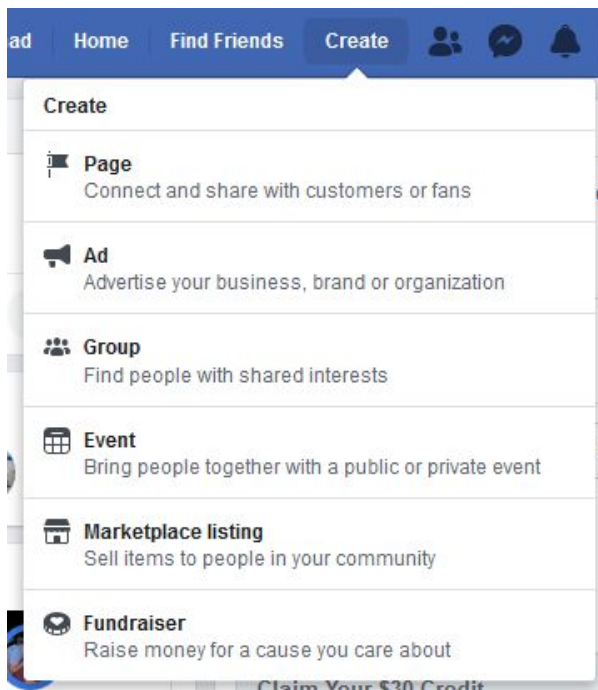 ad Home Find Friends Create
Create
Page
Connect and share with customers or fans
Ad
Advertise your business, brand or organization
Group
Find people with shared interests
Event
Bring people together with a public or private event
Marketplace listing
Sell items to people in your community
Fundraiser
Raise money for a cause you care about
Claim Your $30 Credit